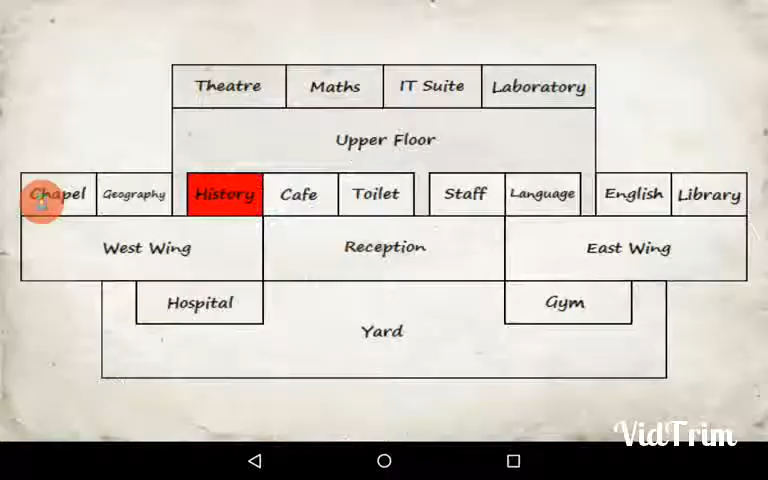 Theatre Maths IT Suite Laboratory
Upper Floor
Chapel Geography History Cafe Toilet Staff Language English Library
West Wing Reception East Wing
Hospital Gym
Yard
VidTrim